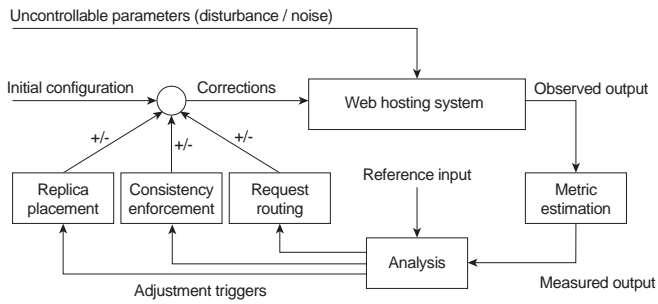 Uncontrollable parameters (disturbance / noise)
Initial configuration
Corrections
Web hosting system
Observed output
+/-
+/-
+/-
Reference input
Replica
placement
Consistency
enforcement
Request
routing
Metric
estimation
Analysis
Adjustment triggers
Measured output